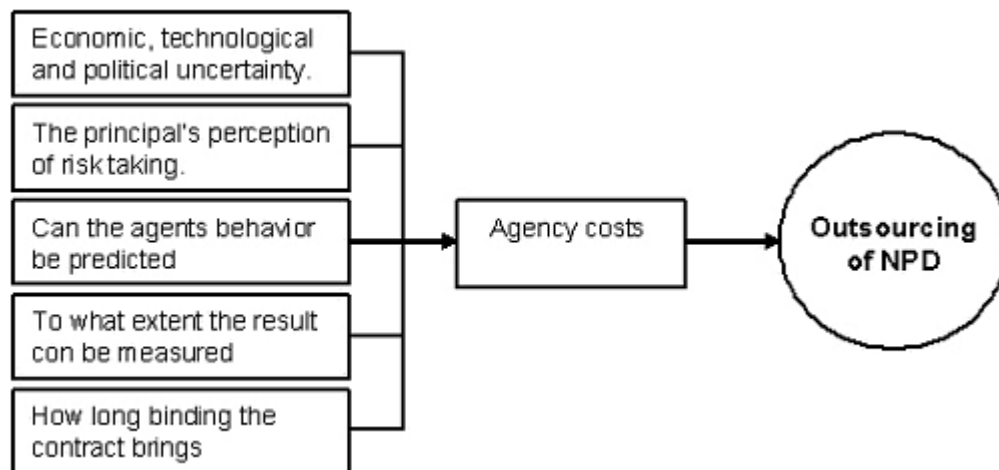 Economic, technological
and political uncertainty.
The principal's perception
of risk taking.
Can the agents behavior
be predicted
To what extent the result
con be measured
How long binding the
contract brings
Agency costs
Outsourcing
of NPD